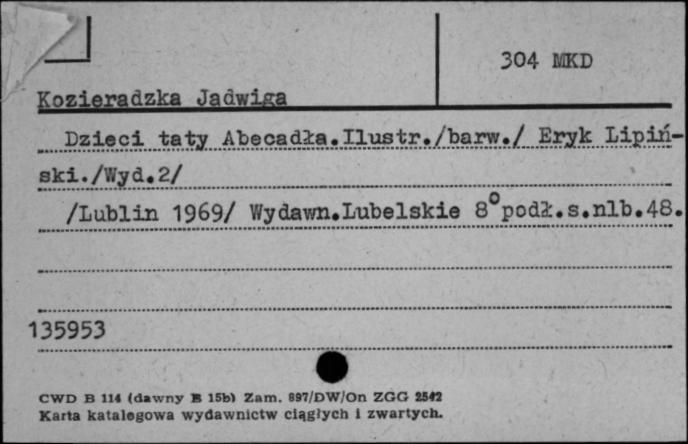 304 MKD
Kozieradzka Jadwiga
Dzieci taty Abecadła.Ilustr./barw./ Eryk Lipiń-
ski./Wyd.2/
/Lublin 1969/ Wydawn.Lubelskie 8°podł.s.nlb.48.
135953
CWD B 114 (dawny B 15b) Zam. 897/DW/On ZGG 2542
Karta katalogowa wydawnictw ciągłych i zwartych.